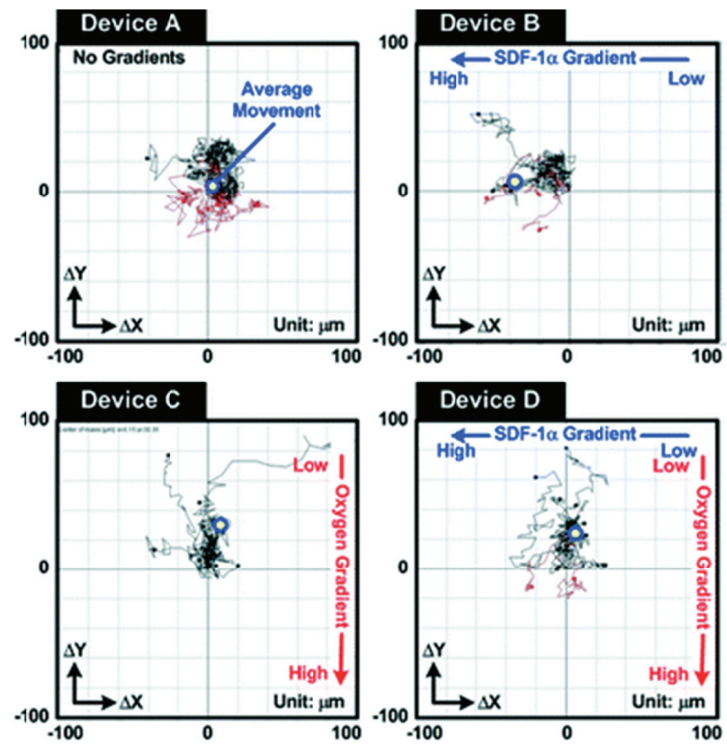 Device A
100
No Gradients
Average
Movement
0
ΔY
ΔX
Unit: μm
-100
-100
0
100
Device B
100
SDF-1α Gradient
High
Low
0
ΔY
ΔX
Unit: μm
-100
-100
0
100
Device C
100
Low
Oxygen Gradient
0
ΔY
High
ΔX
Unit: μm
-100
-100
0
100
Device D
100
SDF-1α Gradient
High
Low
Low
Oxygen Gradient
0
ΔY
High
ΔX
Unit: μm
-100
-100
0
100